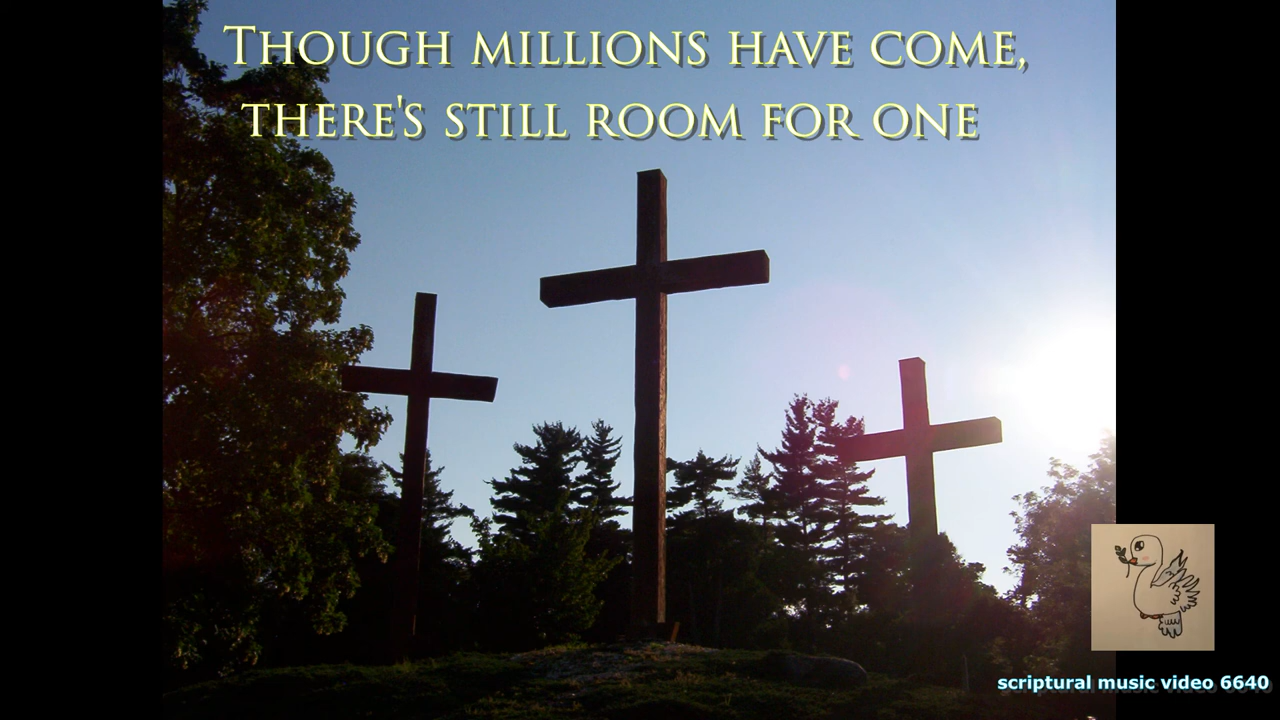 Though millions have come,
there's still room for one
scriptural music video 6640